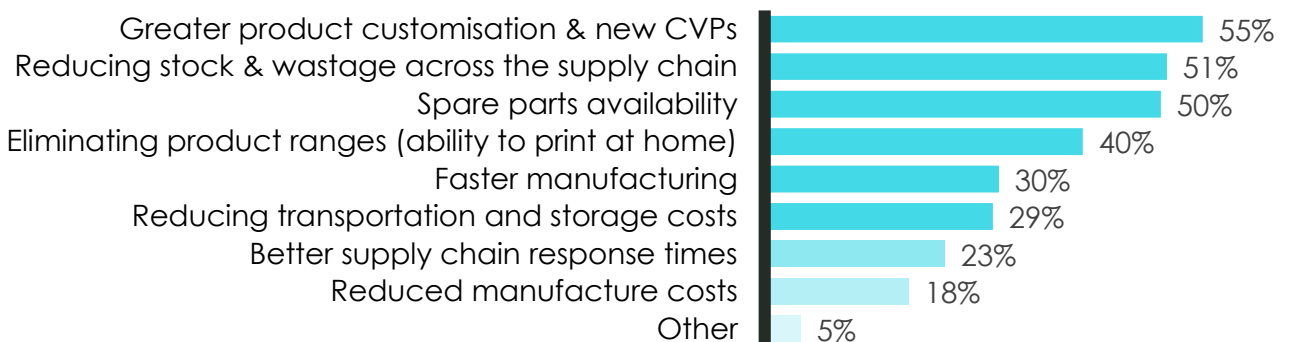 Greater product customisation & new CVPs 55%
Reducing stock & wastage across the supply chain 51%
Spare parts availability 50%
Eliminating product ranges (ability to print at home) 40%
Faster manufacturing 30%
Reducing transportation and storage costs 29%
Better supply chain response times 23%
Reduced manufacture costs 18%
Other 5%